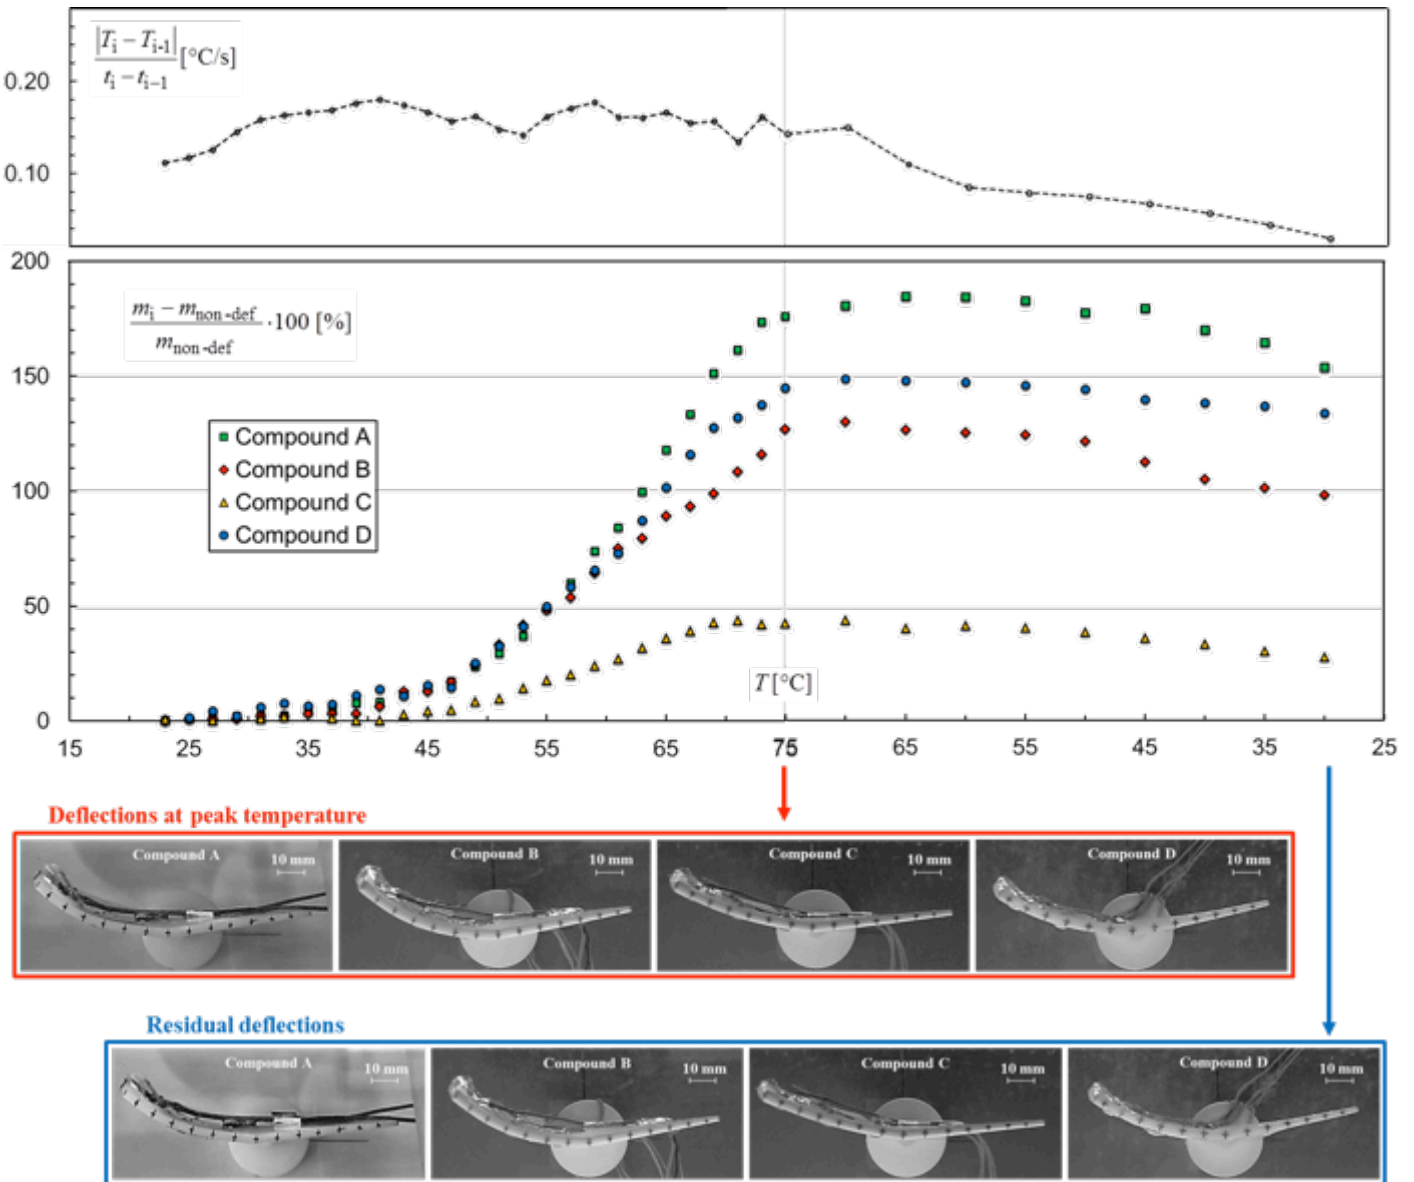 |Tᵢ − Tᵢ₋₁| / tᵢ − tᵢ₋₁ [°C/s]
0.20
0.10
200
mᵢ − m non-def / m non-def · 100 [%]
150
Compound A
Compound B
Compound C
Compound D
100
50
T [°C]
0
15 25 35 45 55 65 75 65 55 45 35 25
Deflections at peak temperature
Compound A 10 mm Compound B 10 mm Compound C 10 mm Compound D 10 mm
Residual deflections
Compound A 10 mm Compound B 10 mm Compound C 10 mm Compound D 10 mm